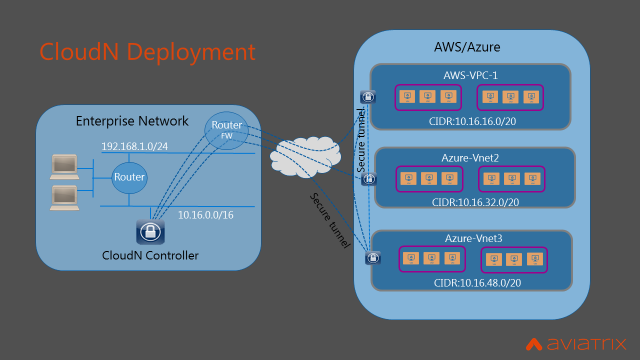 CloudN Deployment
AWS/Azure
AWS-VPC-1
CIDR:10.16.16.0/20
Enterprise Network
Router
FW
192.168.1.0/24
Router
10.16.0.0/16
CloudN Controller
Secure tunnel
Secure tunnel
Azure-Vnet2
CIDR:10.16.32.0/20
Azure-Vnet3
CIDR:10.16.48.0/20
aviatrix